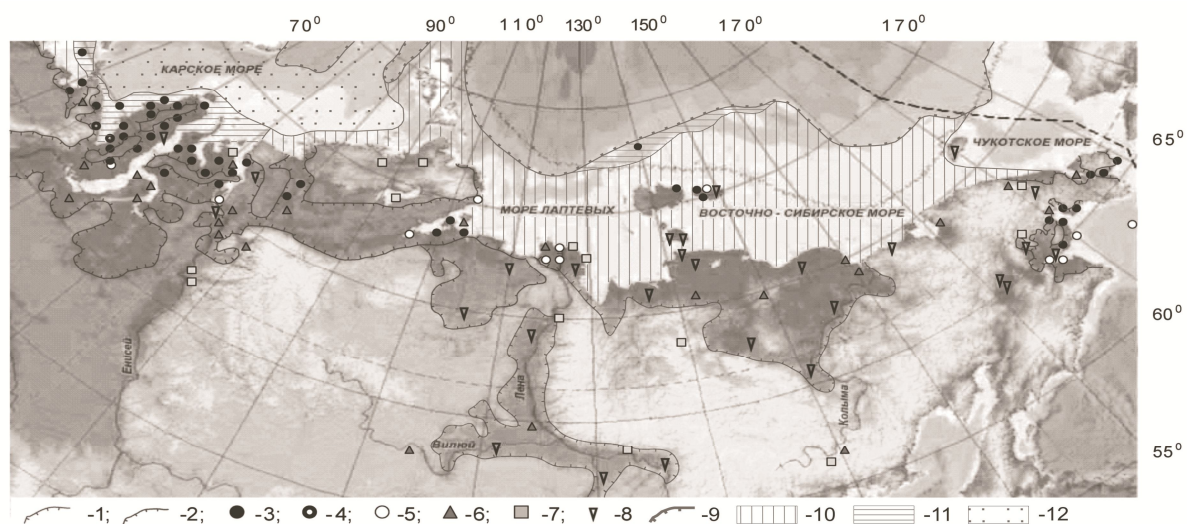 70⁰ 90⁰ 110⁰ 130⁰ 150⁰ 170⁰ 170⁰
КАРСКОЕ МОРЕ
65⁰
ЧУКОТСКОЕ МОРЕ
МОРЕ ЛАПТЕВЫХ
ВОСТОЧНО - СИБИРСКОЕ МОРЕ
60⁰
Енисей
Лена
Колыма
Вилюй
55⁰
-1; -2; -3; -4; -5; -6; -7; -8; -9 -10 -11 -12